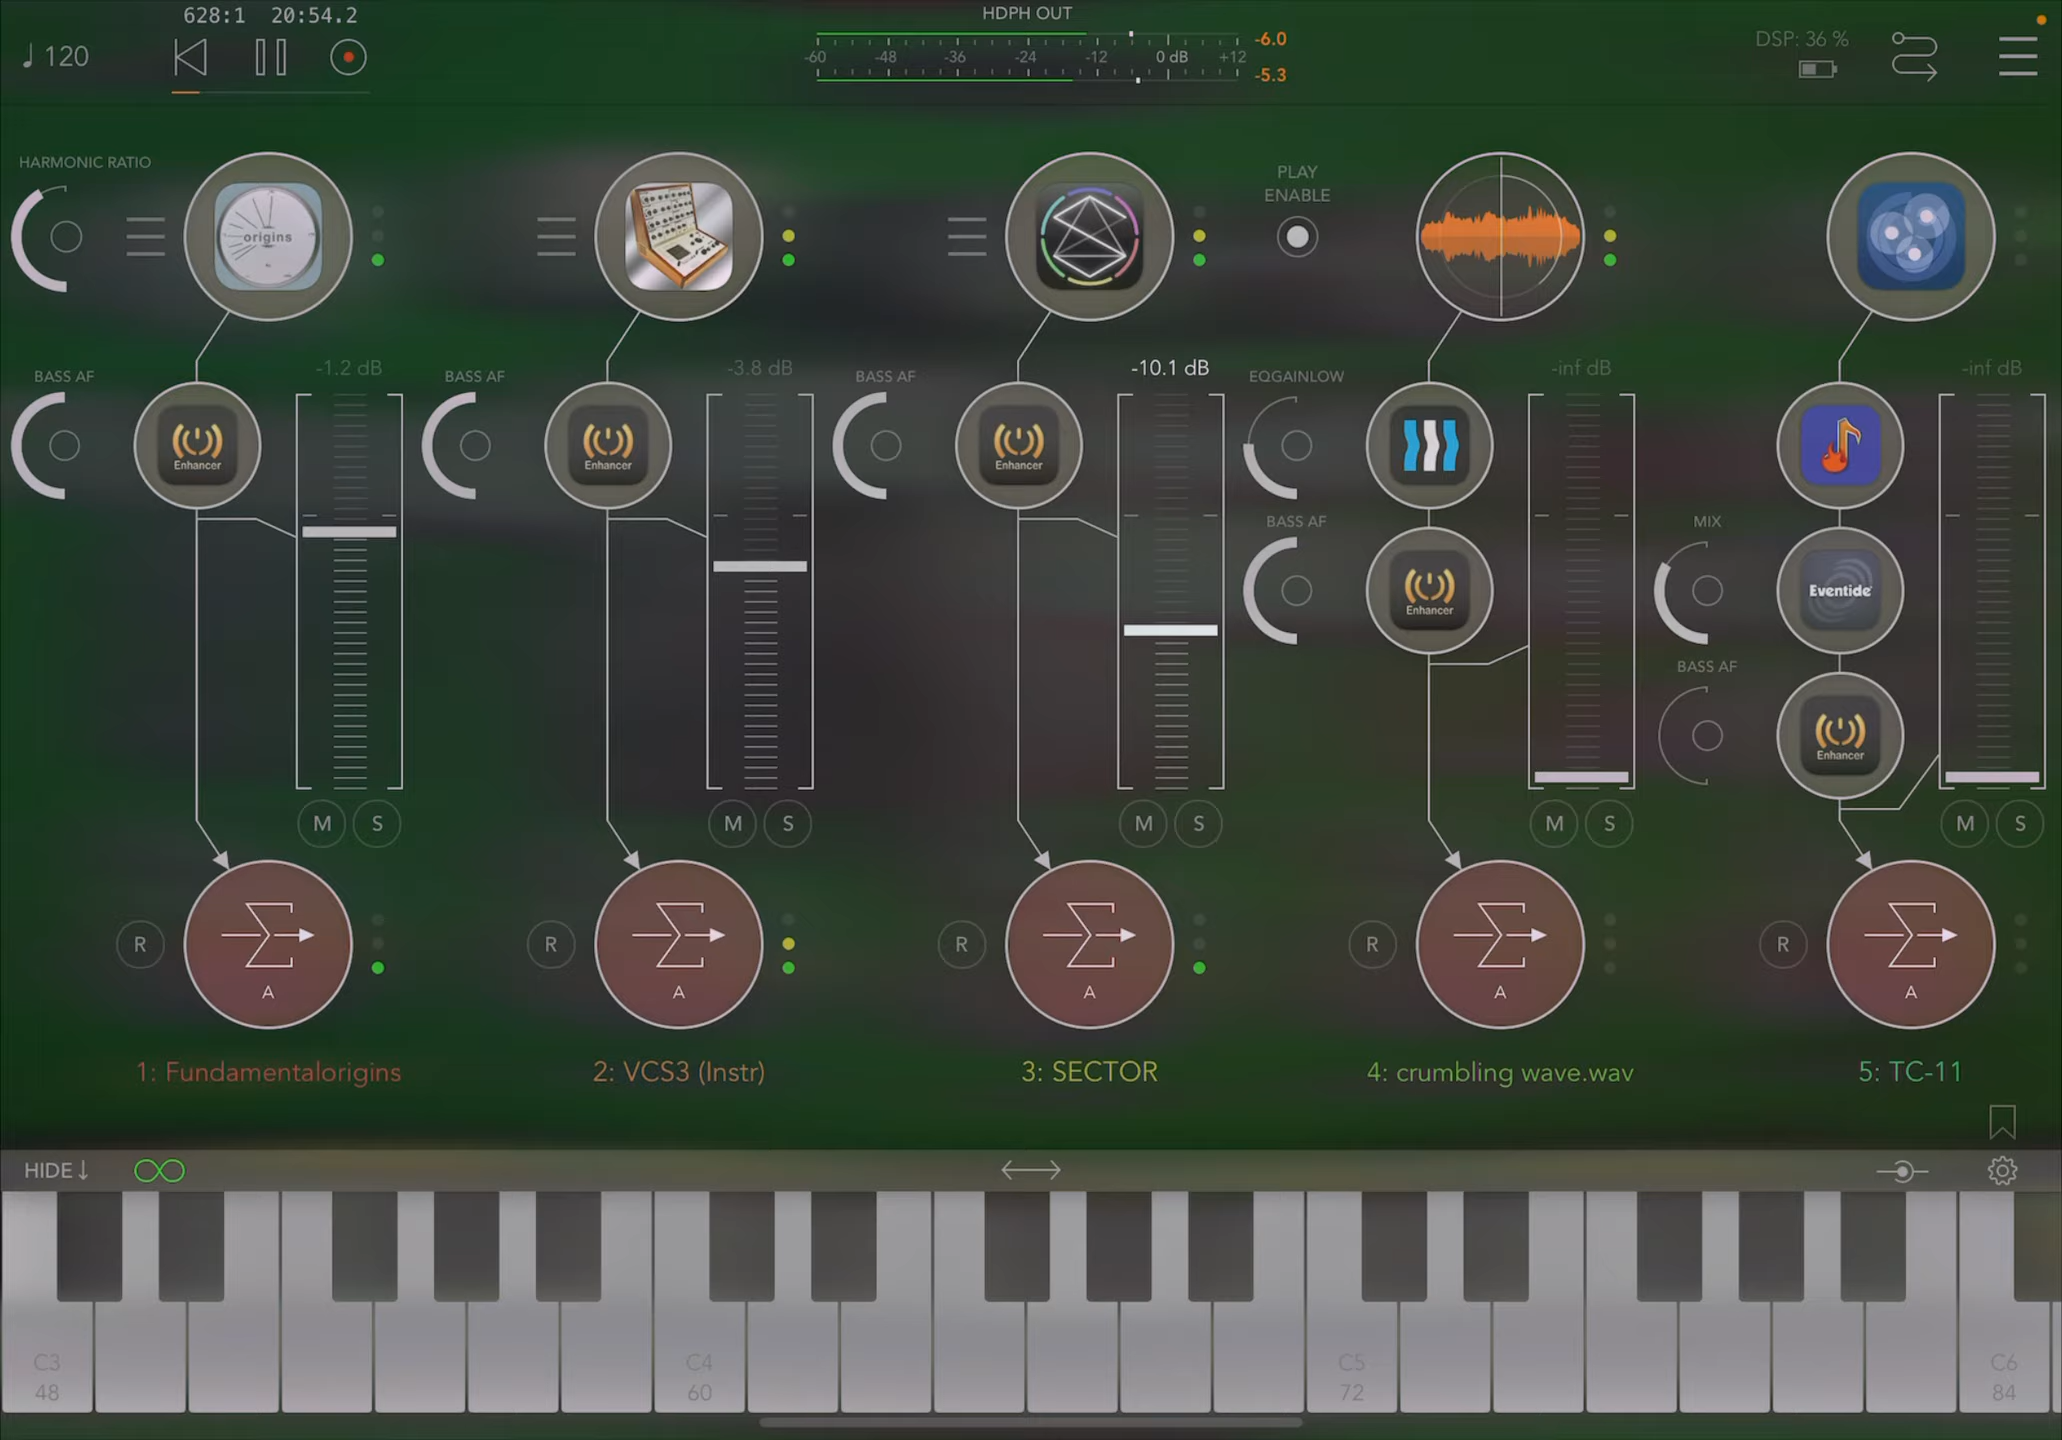 628:1 20:54.2
120
HDPH OUT
-60 -48 -36 -24 -12 0 dB +12
-6.0
-5.3
DSP: 36 %
HARMONIC RATIO
origins
PLAY
ENABLE
BASS AF
Enhancer
-1.2 dB
BASS AF
Enhancer
-3.8 dB
BASS AF
Enhancer
-10.1 dB
EQGAINLOW
-inf dB
-inf dB
BASS AF
Enhancer
MIX
Eventide
BASS AF
Enhancer
M S M S M S M S M S
R R R R R
A A A A A
1: Fundamentalorigins
2: VCS3 (Instr)
3: SECTOR
4: crumbling wave.wav
5: TC-11
HIDE
C3 C4 C5 C6
48 60 72 84